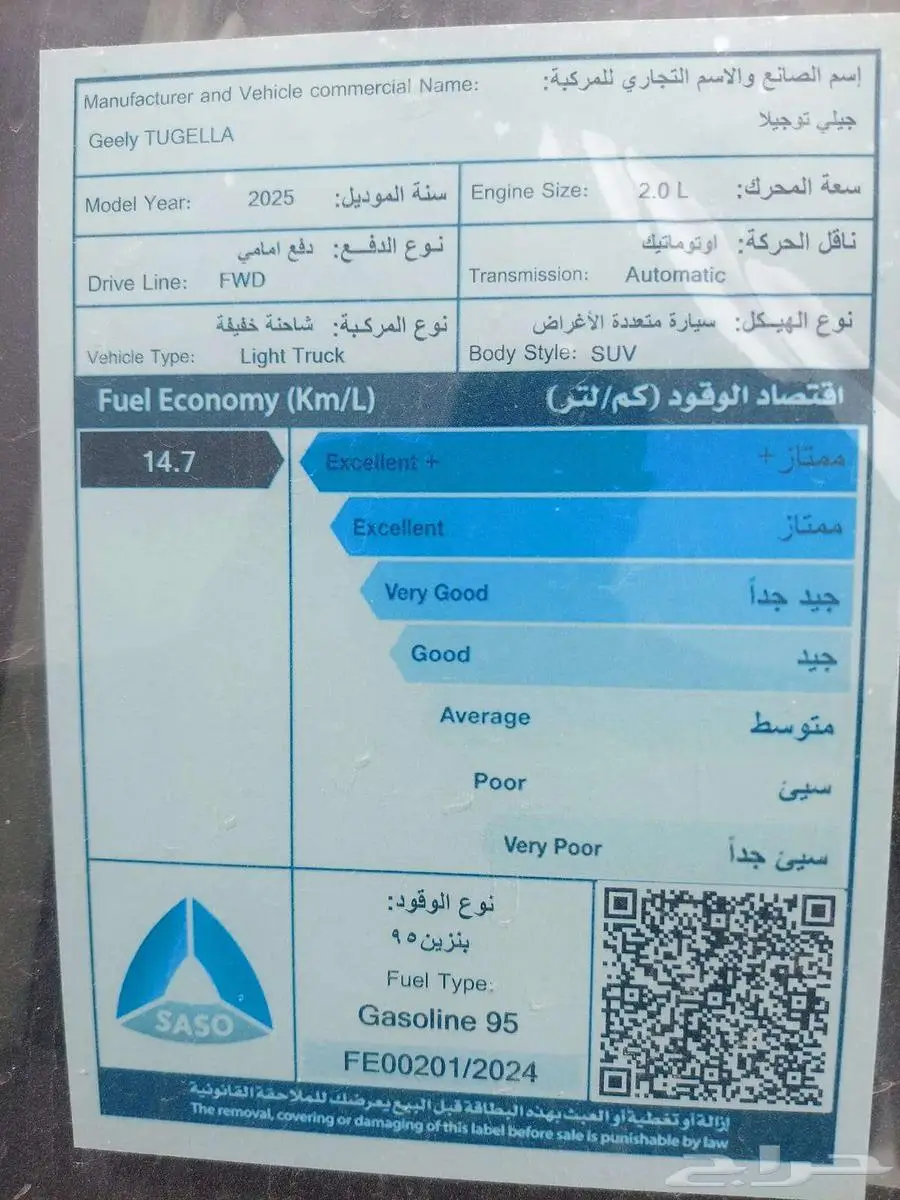 Manufacturer and Vehicle commercial Name: إسم الصانع والاسم التجاري للمركبة:
Geely TUGELLA جيلي توجيلا
Model Year: 2025 سنة الموديل:
Engine Size: 2.0 L سعة المحرك:
نوع الدفع: دفع امامي
Drive Line: FWD
ناقل الحركة: اوتوماتيك
Transmission: Automatic
نوع المركبة: شاحنة خفيفة
Vehicle Type: Light Truck
نوع الهيكل: سيارة متعددة الأغراض
Body Style: SUV
Fuel Economy (Km/L) اقتصاد الوقود (كم/لتر)
14.7
Excellent + ممتاز +
Excellent ممتاز
Very Good جيد جداً
Good جيد
Average متوسط
Poor سيئ
Very Poor سيئ جداً
SASO
نوع الوقود:
بنزين ٩٥
Fuel Type:
Gasoline 95
FE00201/2024
إزالة او تغطية او العبث بهذه البطاقة قبل البيع يعرضك للملاحقة القانونية
The removal, covering or damaging of this label before sale is punishable by law
حراج